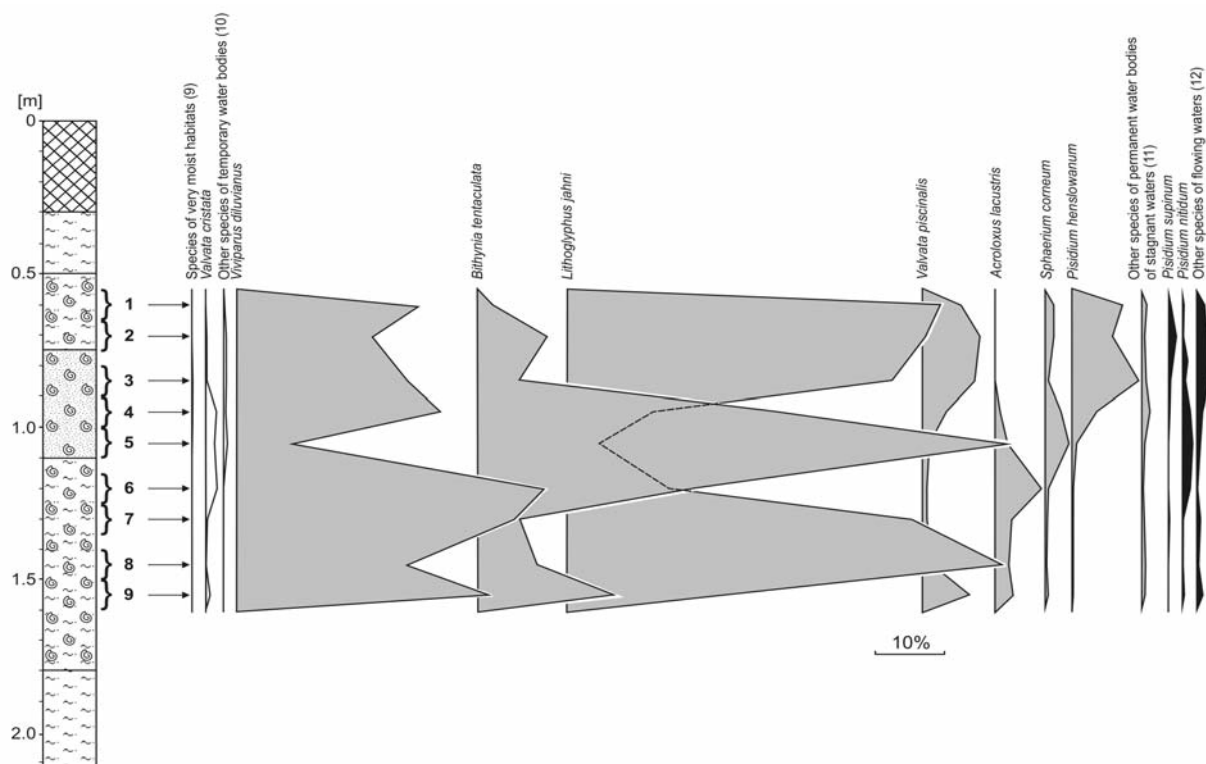 [m]
0
0.5
1.0
1.5
2.0
1
2
3
4
5
6
7
8
9
Species of very moist habitats (9)
Valvata cristata
Other species of temporary water bodies (10)
Viviparus diluvianus
Bithynia tentaculata
Lithoglyphus jahni
Valvata piscinalis
Acroloxus lacustris
Sphaerium corneum
Pisidium henslowanum
Other species of permanent water bodies
of stagnant waters (11)
Pisidium supinum
Pisidium nitidum
Other species of flowing waters (12)
10%